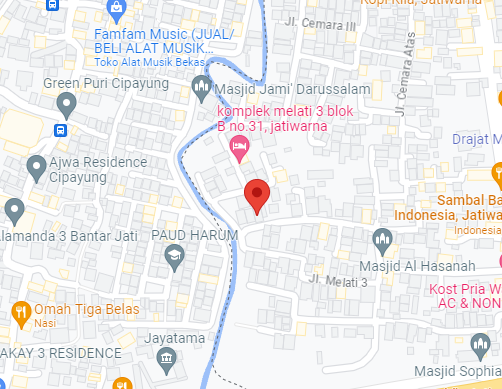 Kopi Kila, Jatiwarna
Jl. Cemara III
Famfam Music (JUAL/
BELI ALAT MUSIK...
Toko Alat Musik Bekas
Jl. Cemara Atas
Green Puri Cipayung
Masjid Jami' Darussalam
komplek melati 3 blok
B no.31, jatiwarna
Drajat M
Ajwa Residence
Cipayung
Sambal Ba
Indonesia, Jatiwa
Indonesia
Alamanda 3 Bantar Jati
PAUD HARUM
Masjid Al Hasanah
Jl. Melati 3
Kost Pria W
AC & NON
Omah Tiga Belas
Nasi
Jayatama
AKAY 3 RESIDENCE
Masjid Sophia